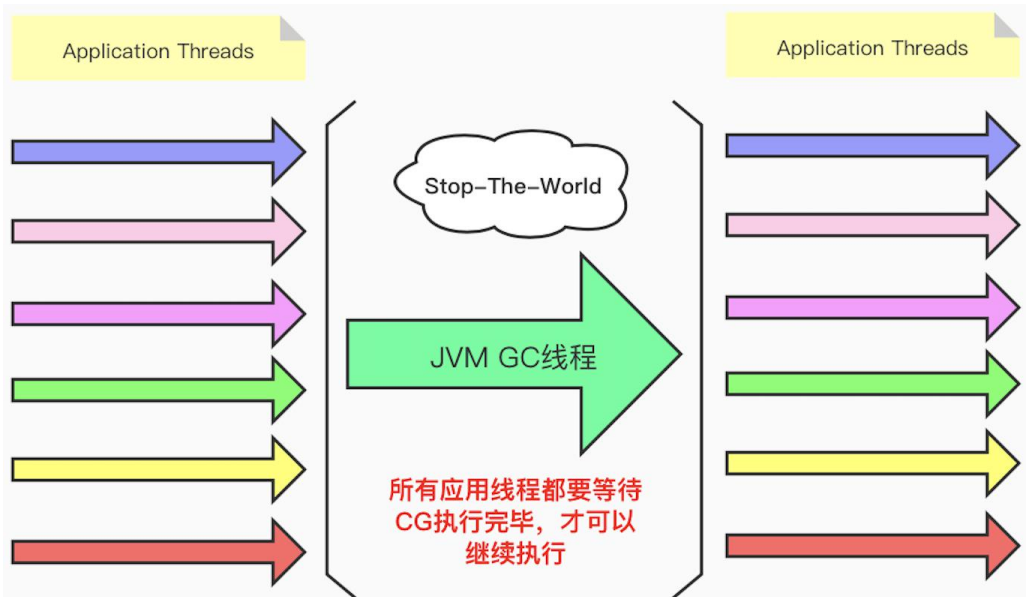 Application Threads
Application Threads
Stop-The-World
JVM GC线程
所有应用线程都要等待
CG执行完毕，才可以
继续执行